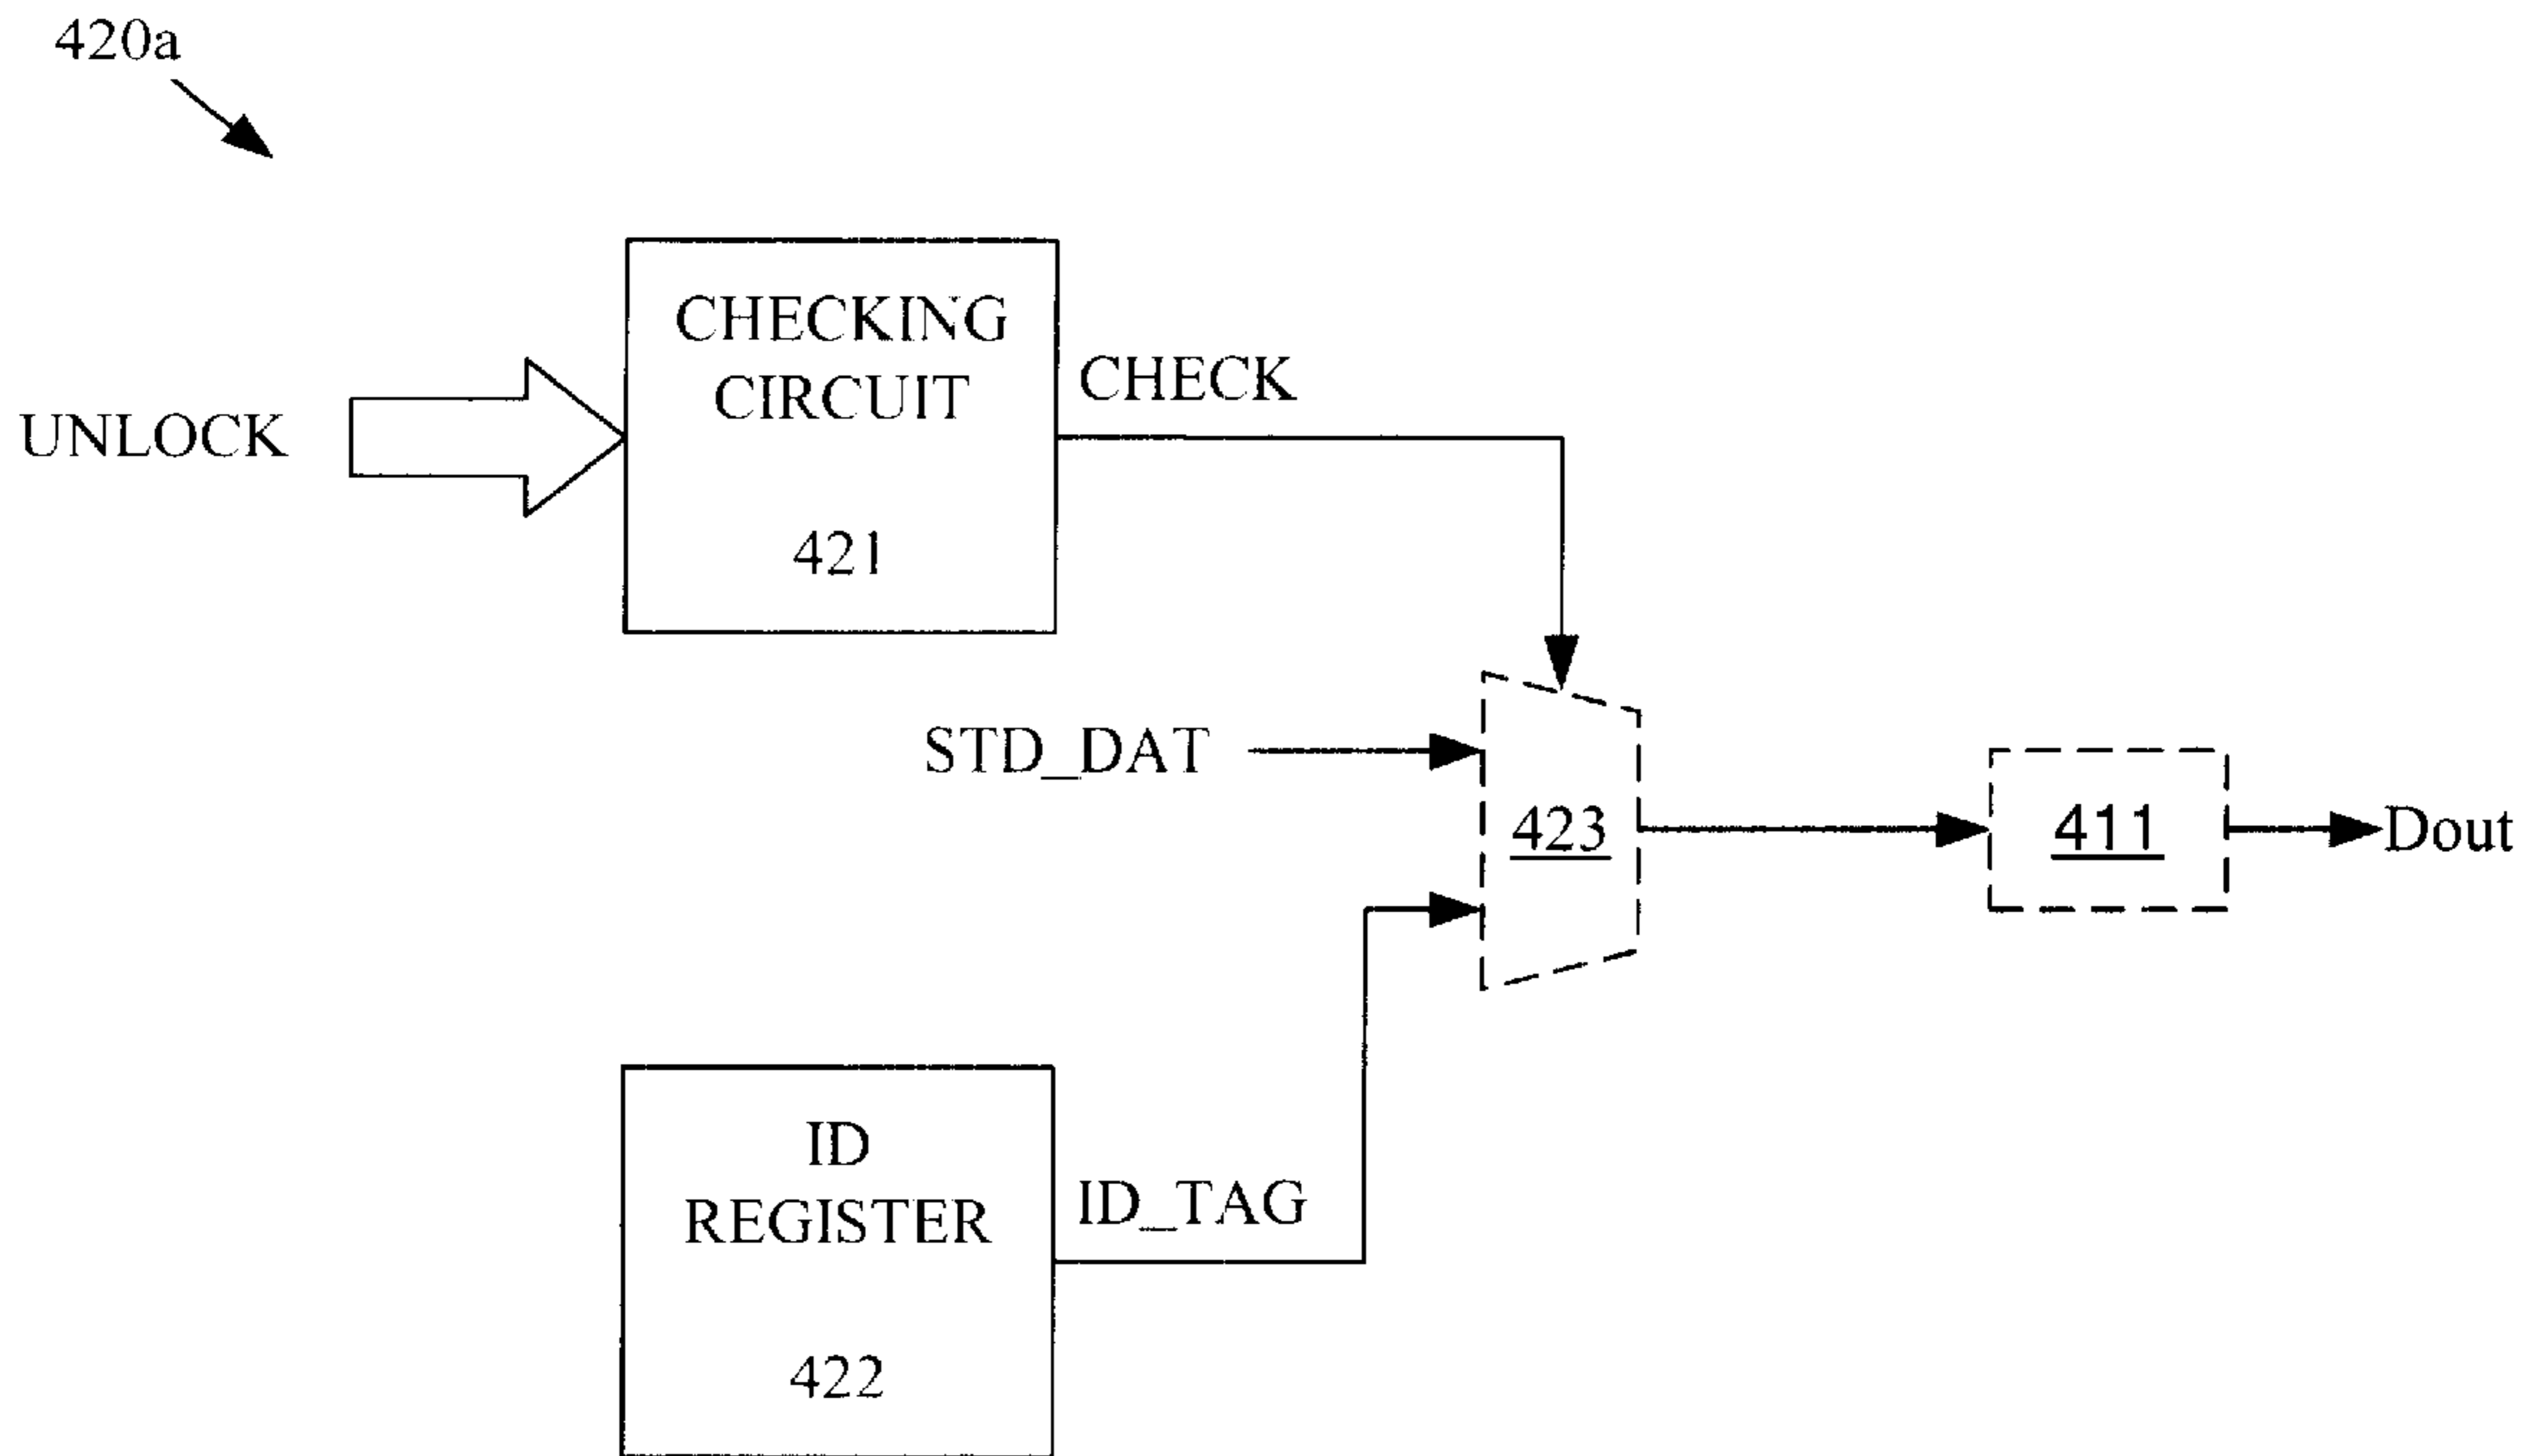 420a
CHECKING
CIRCUIT
421
CHECK
UNLOCK
STD_DAT
423
411
Dout
ID
REGISTER
422
ID_TAG